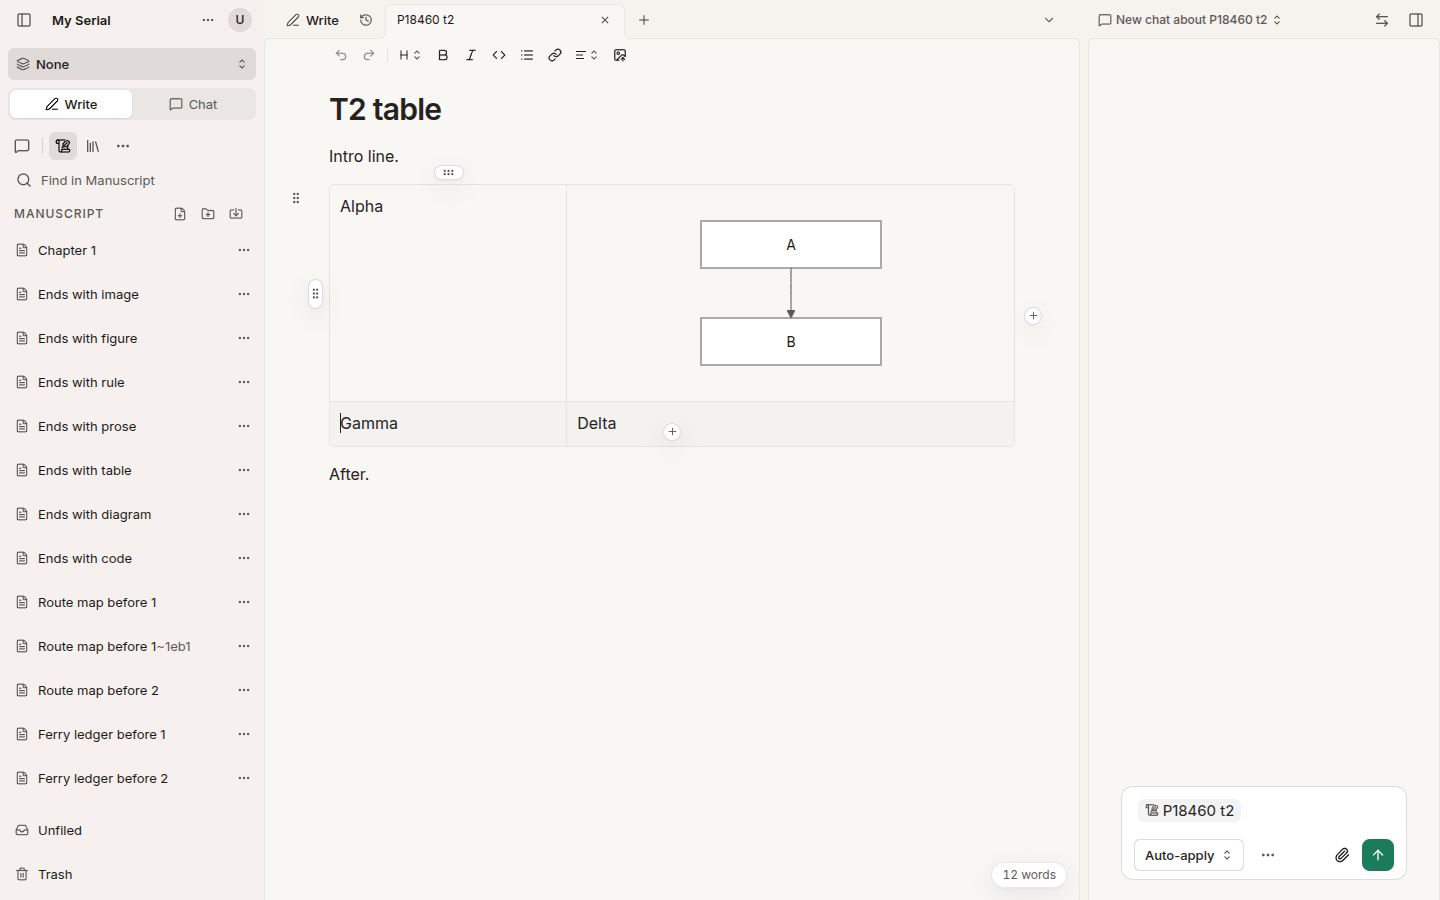 My Serial
U
None
Write
Chat
Find in Manuscript
MANUSCRIPT
Chapter 1
Ends with image
Ends with figure
Ends with rule
Ends with prose
Ends with table
Ends with diagram
Ends with code
Route map before 1
Route map before 1~1eb1
Route map before 2
Ferry ledger before 1
Ferry ledger before 2
Unfiled
Trash
Write
P18460 t2
H
B
I
T2 table
Intro line.
Alpha
A
B
Gamma
Delta
After.
12 words
New chat about P18460 t2
P18460 t2
Auto-apply